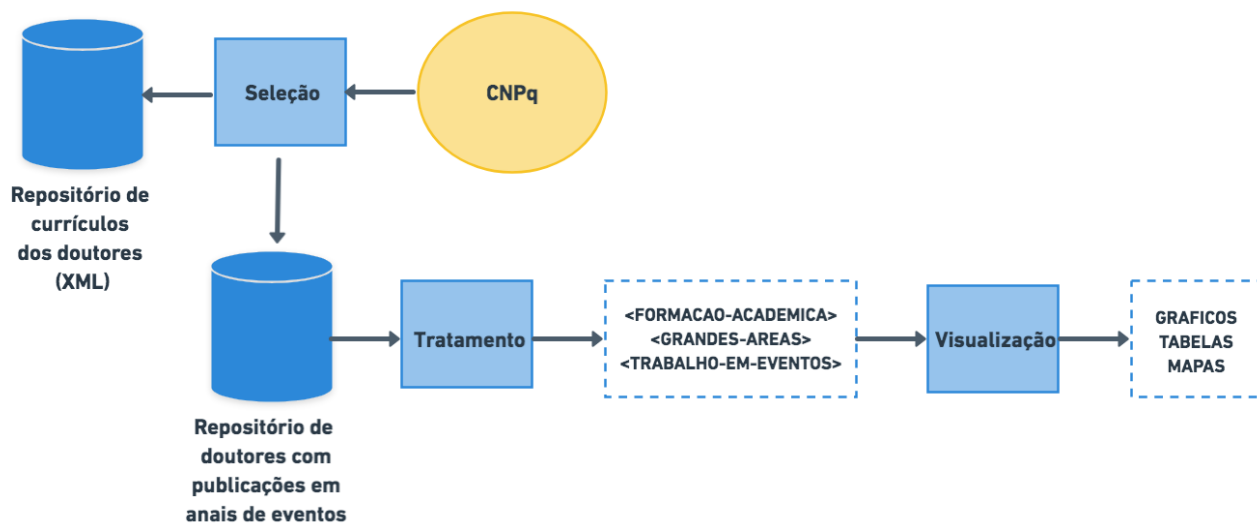 Seleção
CNPq
Repositório de
currículos
dos doutores
(XML)
Tratamento
<FORMACAO-ACADEMICA>
<GRANDES-AREAS>
<TRABALHO-EM-EVENTOS>
Visualização
GRAFICOS
TABELAS
MAPAS
Repositório de
doutores com
publicações em
anais de eventos